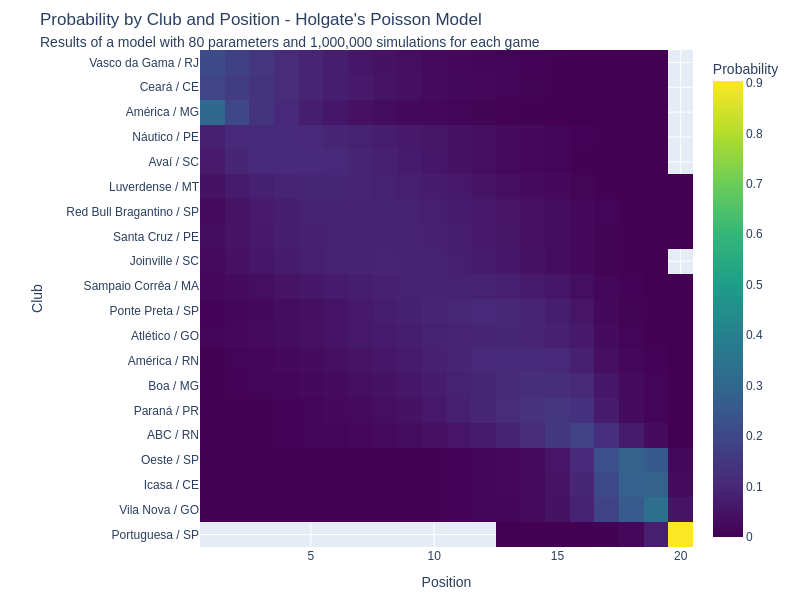 Probability by Club and Position - Holgate's Poisson Model
Results of a model with 80 parameters and 1,000,000 simulations for each game
Vasco da Gama / RJ
Ceará / CE
América / MG
Náutico / PE
Avaí / SC
Luverdense / MT
Red Bull Bragantino / SP
Santa Cruz / PE
Joinville / SC
Sampaio Corrêa / MA
Ponte Preta / SP
Atlético / GO
América / RN
Boa / MG
Paraná / PR
ABC / RN
Oeste / SP
Icasa / CE
Vila Nova / GO
Portuguesa / SP
Club
5
10
15
20
Position
Probability
0.9
0.8
0.7
0.6
0.5
0.4
0.3
0.2
0.1
0